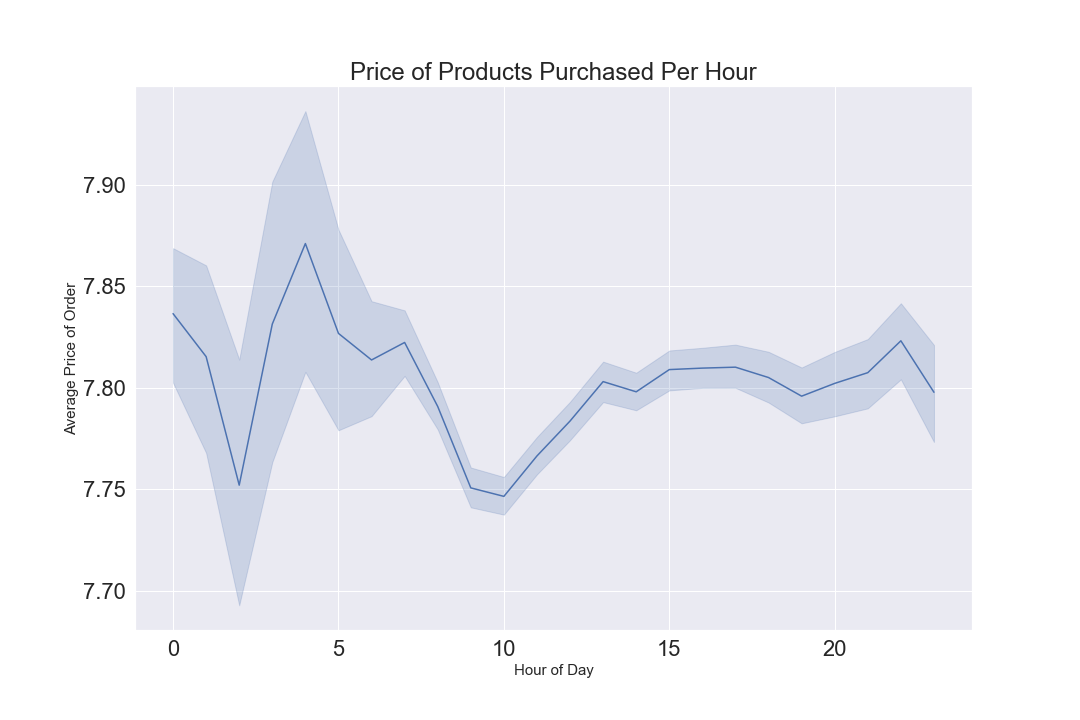 Price of Products Purchased Per Hour
Average Price of Order
7.90
7.85
7.80
7.75
7.70
0 5 10 15 20
Hour of Day